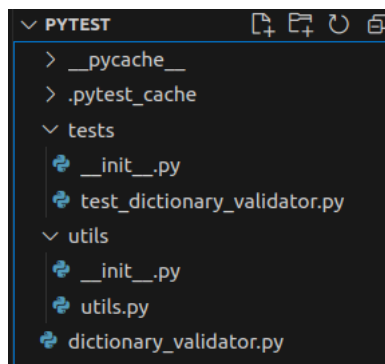 PYTEST
__pycache__
.pytest_cache
tests
__init__.py
test_dictionary_validator.py
utils
__init__.py
utils.py
dictionary_validator.py